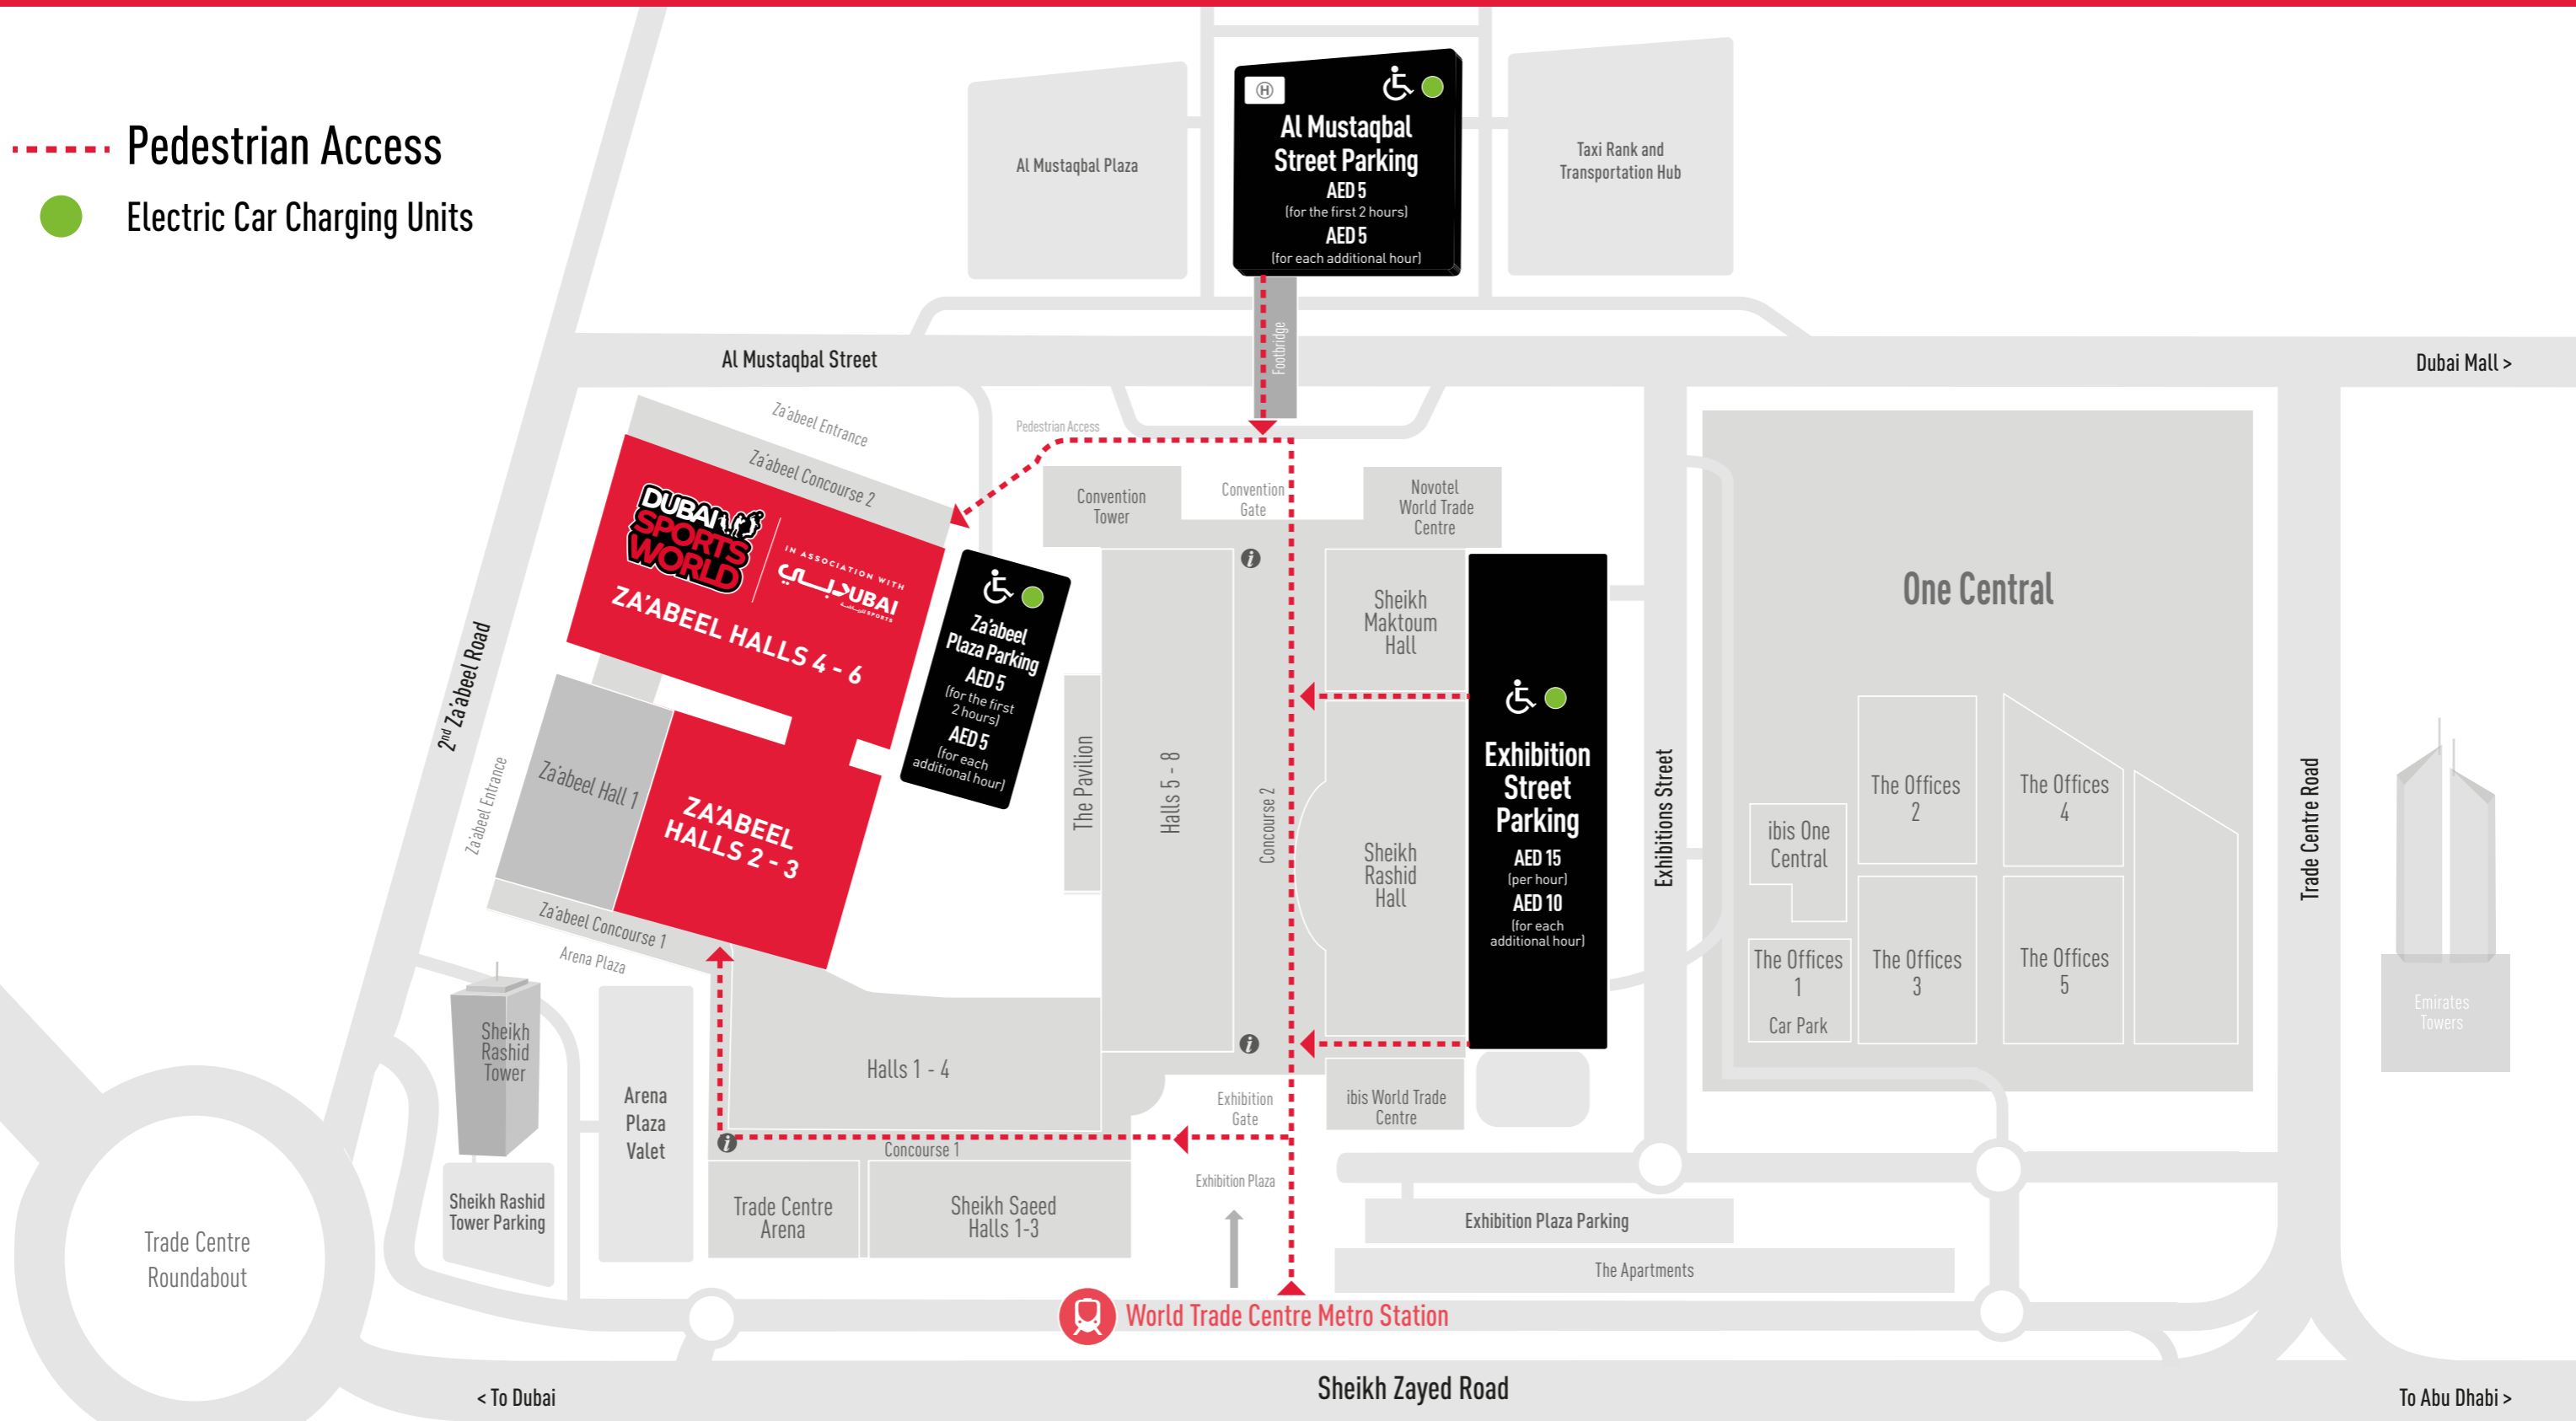 Pedestrian Access
Electric Car Charging Units
H
Al Mustaqbal
Street Parking
AED 5
(for the first 2 hours)
AED 5
(for each additional hour)
Al Mustaqbal Plaza
Taxi Rank and
Transportation Hub
Footbridge
Al Mustaqbal Street
Dubai Mall >
Za'abeel Entrance
Pedestrian Access
Za'abeel Concourse 2
DUBAI
SPORTS
WORLD
IN ASSOCIATION WITH
دبي
DUBAI
SPORTS
ZA'ABEEL HALLS 4 - 6
Convention
Tower
Convention
Gate
Novotel
World Trade
Centre
i
Za'abeel
Plaza Parking
AED 5
(for the first
2 hours)
AED 5
(for each
additional hour)
Sheikh
Maktoum
Hall
One Central
2nd Za'abeel Road
Za'abeel Entrance
Za'abeel Hall 1
ZA'ABEEL
HALLS 2 - 3
The Pavilion
Halls 5 - 8
Concourse 2
Sheikh
Rashid
Hall
Exhibition
Street
Parking
AED 15
(per hour)
AED 10
(for each
additional hour)
Exhibitions Street
The Offices
2
The Offices
4
ibis One
Central
The Offices
1
Car Park
The Offices
3
The Offices
5
Trade Centre Road
Emirates
Towers
Za'abeel Concourse 1
Arena Plaza
Sheikh
Rashid
Tower
Arena
Plaza
Valet
Halls 1 - 4
i
Exhibition
Gate
ibis World Trade
Centre
i
Concourse 1
Exhibition Plaza
Sheikh Rashid
Tower Parking
Trade Centre
Arena
Sheikh Saeed
Halls 1-3
Exhibition Plaza Parking
The Apartments
Trade Centre
Roundabout
World Trade Centre Metro Station
Sheikh Zayed Road
< To Dubai
To Abu Dhabi >